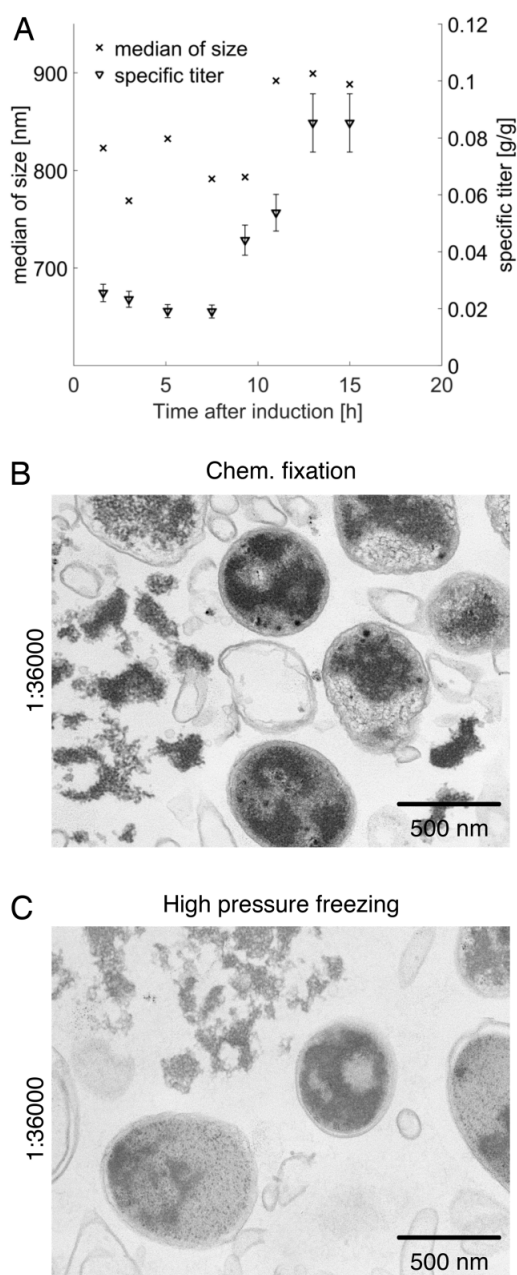 A
median of size
specific titer
900
800
700
median of size [nm]
0.12
0.1
0.08
0.06
0.04
0.02
0
specific titer [g/g]
0
5
10
15
20
Time after induction [h]
B
Chem. fixation
1:36000
500 nm
C
High pressure freezing
1:36000
500 nm